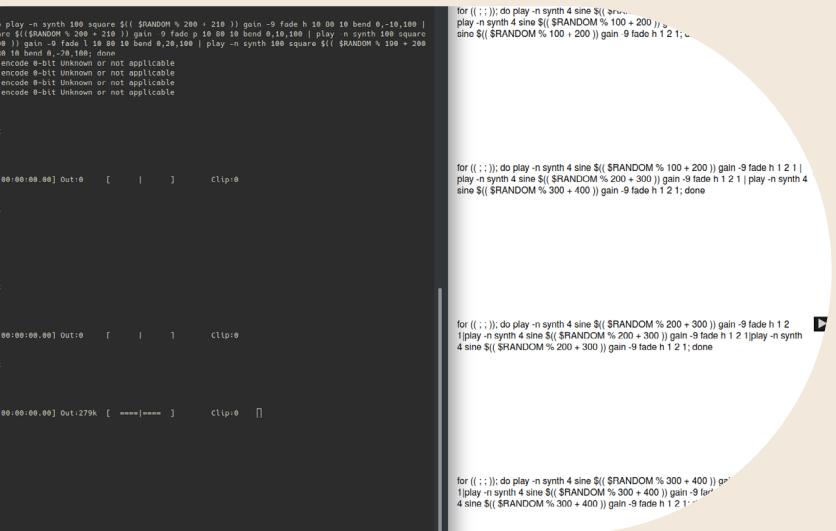 play -n synth 100 square $(( $RANDOM % 200 + 210 )) gain -9 fade h 10 80 10 bend 0,-10,100 |
re $(($RANDOM % 200 + 210 )) gain -9 fade p 10 80 10 bend 0,10,100 | play -n synth 100 square
)) gain -9 fade l 10 80 10 bend 0,20,100 | play -n synth 100 square $(( $RANDOM % 190 + 200
10 bend 0,-20,100; done
encode 0-bit Unknown or not applicable
encode 0-bit Unknown or not applicable
encode 0-bit Unknown or not applicable
encode 0-bit Unknown or not applicable
00:00:00.00] Out:0 [ | ] Clip:0
00:00:00.00] Out:0 [ | ] Clip:0
00:00:00.00] Out:279k [ ====|==== ] Clip:0
for (( ; ; )); do play -n synth 4 sine $((
play -n synth 4 sine $(( $RANDOM % 100 + 200 ))
sine $(( $RANDOM % 100 + 200 )) gain -9 fade h 1 2 1;
for (( ; ; )); do play -n synth 4 sine $(( $RANDOM % 100 + 200 )) gain -9 fade h 1 2 1 |
play -n synth 4 sine $(( $RANDOM % 200 + 300 )) gain -9 fade h 1 2 1 | play -n synth 4
sine $(( $RANDOM % 300 + 400 )) gain -9 fade h 1 2 1; done
for (( ; ; )); do play -n synth 4 sine $(( $RANDOM % 200 + 300 )) gain -9 fade h 1 2
1|play -n synth 4 sine $(( $RANDOM % 200 + 300 )) gain -9 fade h 1 2 1|play -n synth
4 sine $(( $RANDOM % 200 + 300 )) gain -9 fade h 1 2 1; done
for (( ; ; )); do play -n synth 4 sine $(( $RANDOM % 300 + 400 ))
1|play -n synth 4 sine $(( $RANDOM % 300 + 400 )) gain -9
4 sine $(( $RANDOM % 300 + 400 )) gain -9 fade h 1 2 1